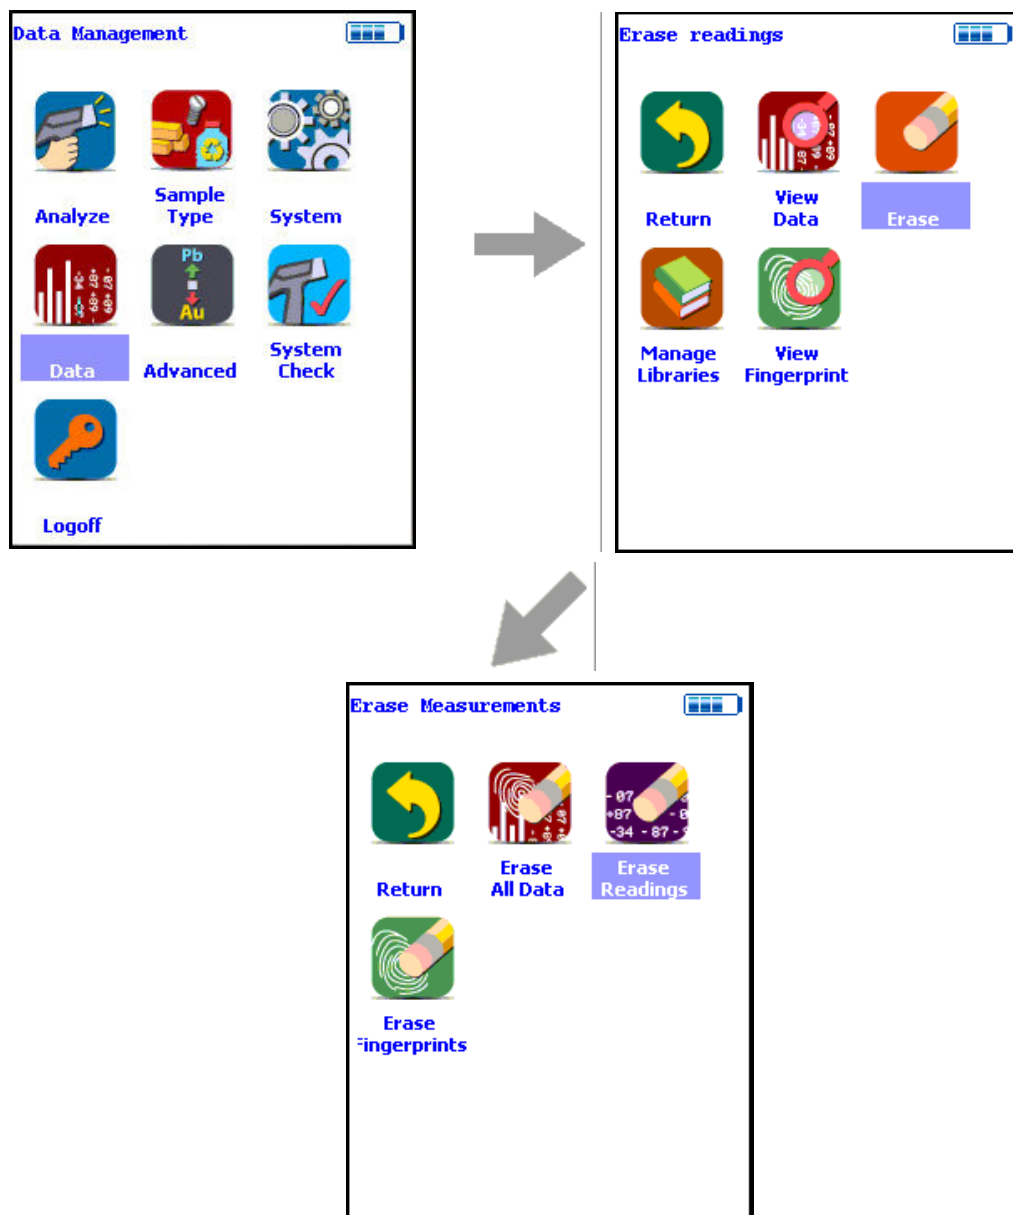 Data Management
Analyze
Sample
Type
System
Data
Pb
Au
Advanced
System
Check
Logoff
Erase readings
Return
View
Data
Erase
Manage
Libraries
View
Fingerprint
Erase Measurements
Return
Erase
All Data
Erase
Readings
Erase
Fingerprints